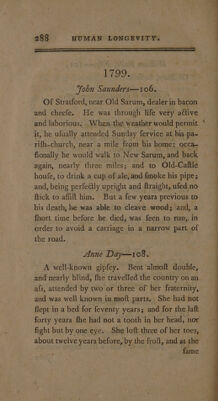 288 HUMAN LONGEVITY.
1799.
John Saunders—106.
Of Stratford, near Old Sarum, dealer in bacon
and cheese. He was through life very active
and laborious. When the weather would permit
it, he usually attended Sunday service at his pa-
rish-church, near a mile from his home; occa-
sionally he would walk to New Sarum, and back
again, nearly three miles; and to Old-Castle
house, to drink a cup of ale, and smoke his pipe;
and, being perfectly upright and straight, used no
stick to assist him. But a few years previous to
his death, he was able to cleave wood; and, a
short time before he died, was seen to run, in
order to avoid a carriage in a narrow part of
the road.
Anne Day—108.
A well-known gipsey. Bent almost double,
and nearly blind, she travelled the country on an
ass, attended by two or three of her fraternity,
and was well known in most parts. She had not
slept in a bed for seventy years; and for the last
forty years she had not a tooth in her head, nor
sight but by one eye. She lost three of her toes,
about twelve years before, by the frost, and as the
same